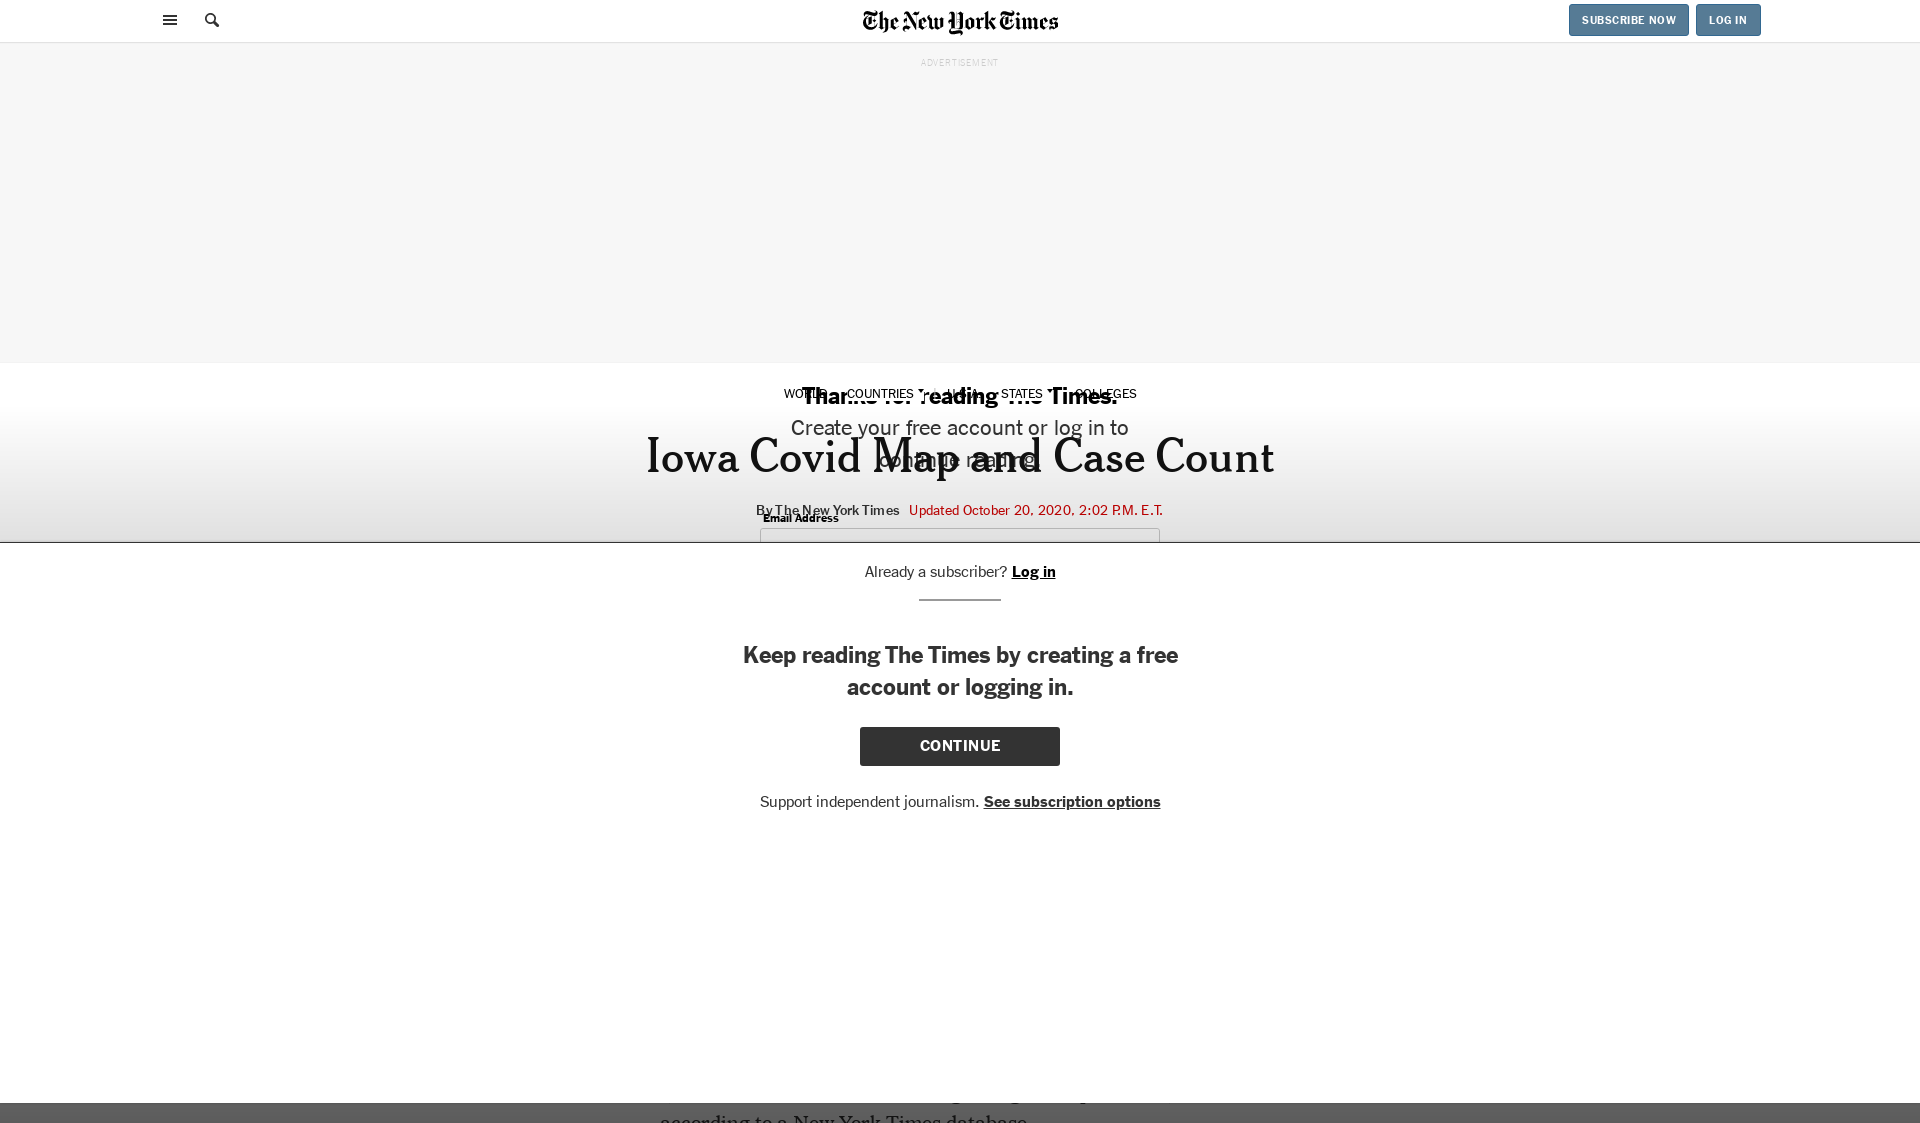 The New York Times
SUBSCRIBE NOW
LOG IN
ADVERTISEMENT
WORLD COUNTRIES U.S.A. STATES COLLEGES
Thanks for reading The Times.
Create your free account or log in to
continue reading.
Iowa Covid Map and Case Count
By The New York Times Updated October 20, 2020, 2:02 P.M. E.T.
Email Address
Already a subscriber? Log in
Keep reading The Times by creating a free
account or logging in.
CONTINUE
Support independent journalism. See subscription options
according to a New York Times database.